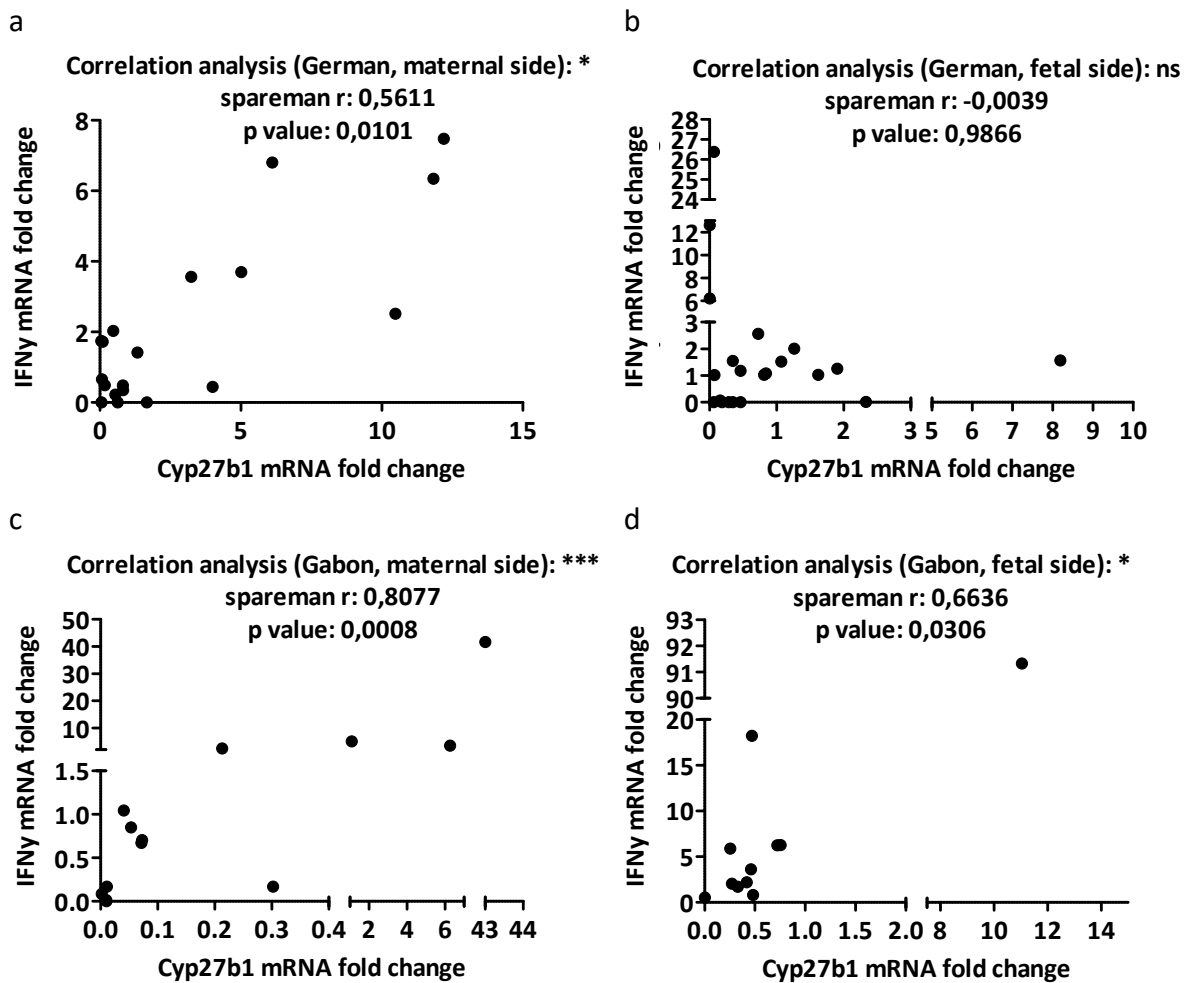 a
Correlation analysis (German, maternal side): *
spareman r: 0,5611
p value: 0,0101
8
6
4
2
0
0 5 10 15
IFNy mRNA fold change
Cyp27b1 mRNA fold change
b
Correlation analysis (German, fetal side): ns
spareman r: -0,0039
p value: 0,9866
28
27
26
25
24
12
10
8
6
3
2
1
0
0 1 2 3 5 6 7 8 9 10
IFNy mRNA fold change
Cyp27b1 mRNA fold change
c
Correlation analysis (Gabon, maternal side): ***
spareman r: 0,8077
p value: 0,0008
50
40
30
20
10
1.5
1.0
0.5
0.0
0.0 0.1 0.2 0.3 0.4 2 4 6 43 44
IFNy mRNA fold change
Cyp27b1 mRNA fold change
d
Correlation analysis (Gabon, fetal side): *
spareman r: 0,6636
p value: 0,0306
93
92
91
90
20
15
10
5
0
0.0 0.5 1.0 1.5 2.0 8 10 12 14
IFNy mRNA fold change
Cyp27b1 mRNA fold change